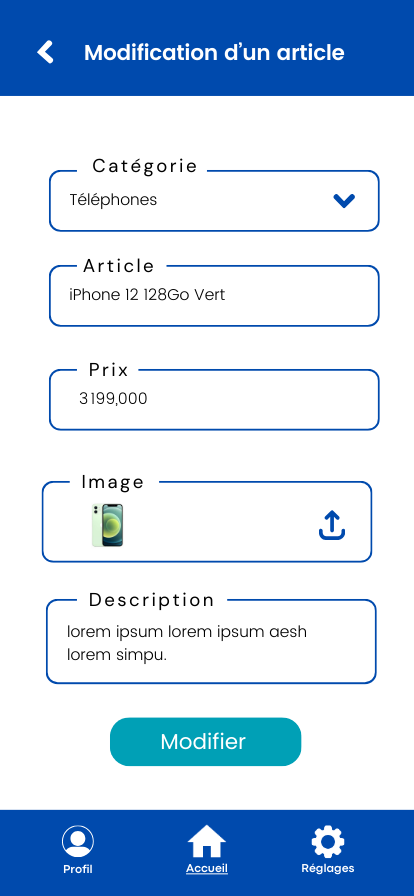 Modification d'un article
Catégorie
Téléphones
Article
iPhone 12 128Go Vert
Prix
3199,000
Image
Description
lorem ipsum lorem ipsum aesh
lorem simpu.
Modifier
Profil
Accueil
Réglages